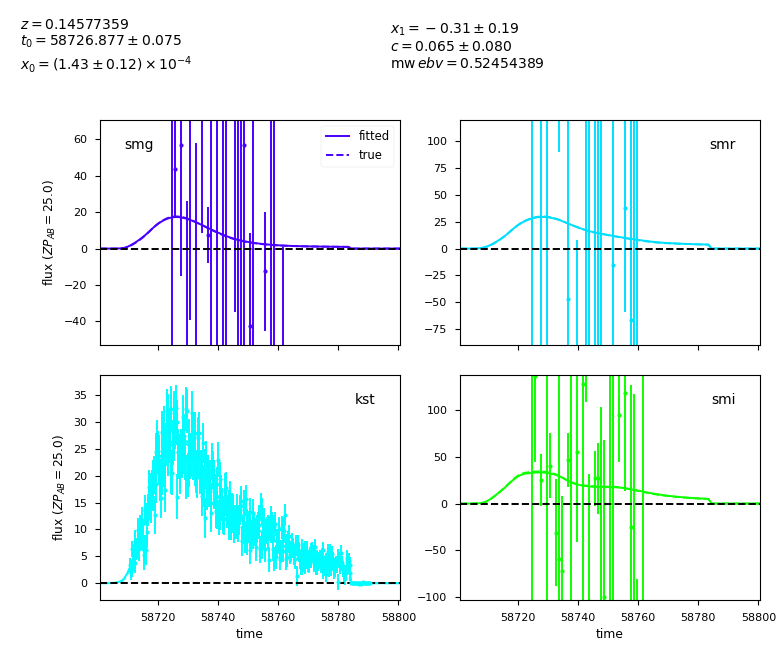 z = 0.14577359
t₀ = 58726.877 ± 0.075
x₀ = (1.43 ± 0.12) × 10⁻⁴
x₁ = −0.31 ± 0.19
c = 0.065 ± 0.080
mw ebv = 0.52454389
smg
fitted
true
60
40
20
0
−20
−40
flux (ZP_AB = 25.0)
smr
100
75
50
25
0
−25
−50
−75
kst
35
30
25
20
15
10
5
0
flux (ZP_AB = 25.0)
58720 58740 58760 58780 58800
time
smi
100
50
0
−50
−100
58720 58740 58760 58780 58800
time